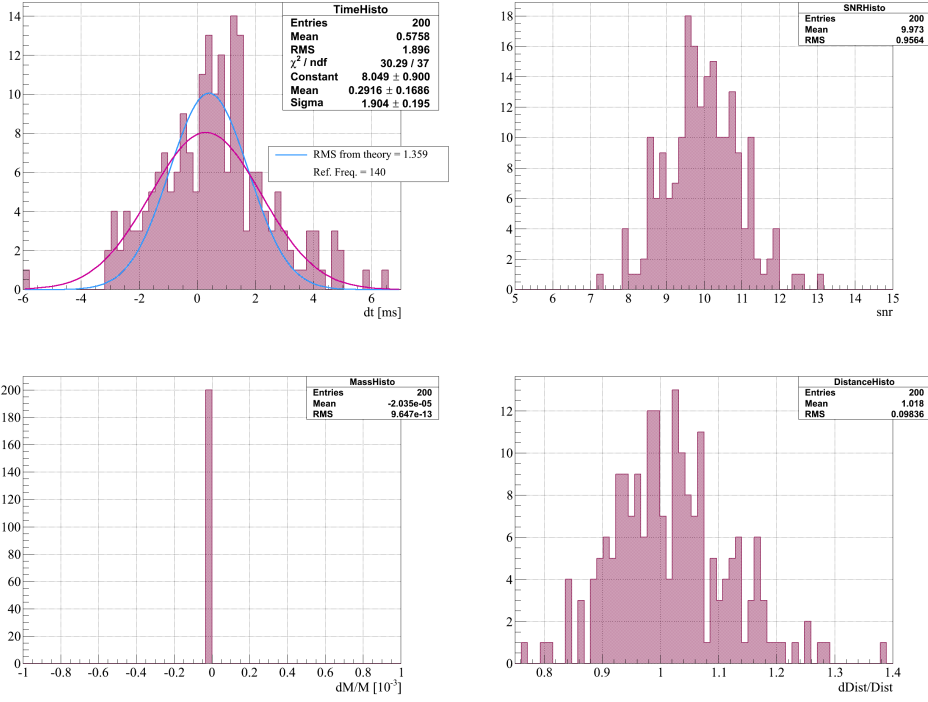 TimeHisto
Entries 200
Mean 0.5758
RMS 1.896
χ2 / ndf 30.29 / 37
Constant 8.049 ± 0.900
Mean 0.2916 ± 0.1686
Sigma 1.904 ± 0.195
RMS from theory = 1.359
Ref. Freq. = 140
14
12
10
8
6
4
2
0
-6 -4 -2 0 2 4 6
dt [ms]
SNRHisto
Entries 200
Mean 9.973
RMS 0.9564
18
16
14
12
10
8
6
4
2
0
5 6 7 8 9 10 11 12 13 14 15
snr
MassHisto
Entries 200
Mean -2.035e-05
RMS 9.647e-13
200
180
160
140
120
100
80
60
40
20
0
-1 -0.8 -0.6 -0.4 -0.2 0 0.2 0.4 0.6 0.8 1
dM/M [10-3]
DistanceHisto
Entries 200
Mean 1.018
RMS 0.09836
12
10
8
6
4
2
0
0.8 0.9 1 1.1 1.2 1.3 1.4
dDist/Dist